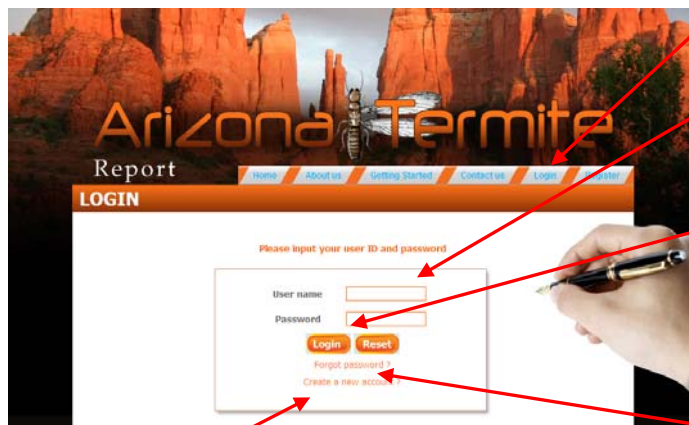 Arizona Termite
Report
Home About us Getting Started Contact us Login Register
LOGIN
Please input your user ID and password
User name
Password
Login Reset
Forgot password ?
Create a new account ?